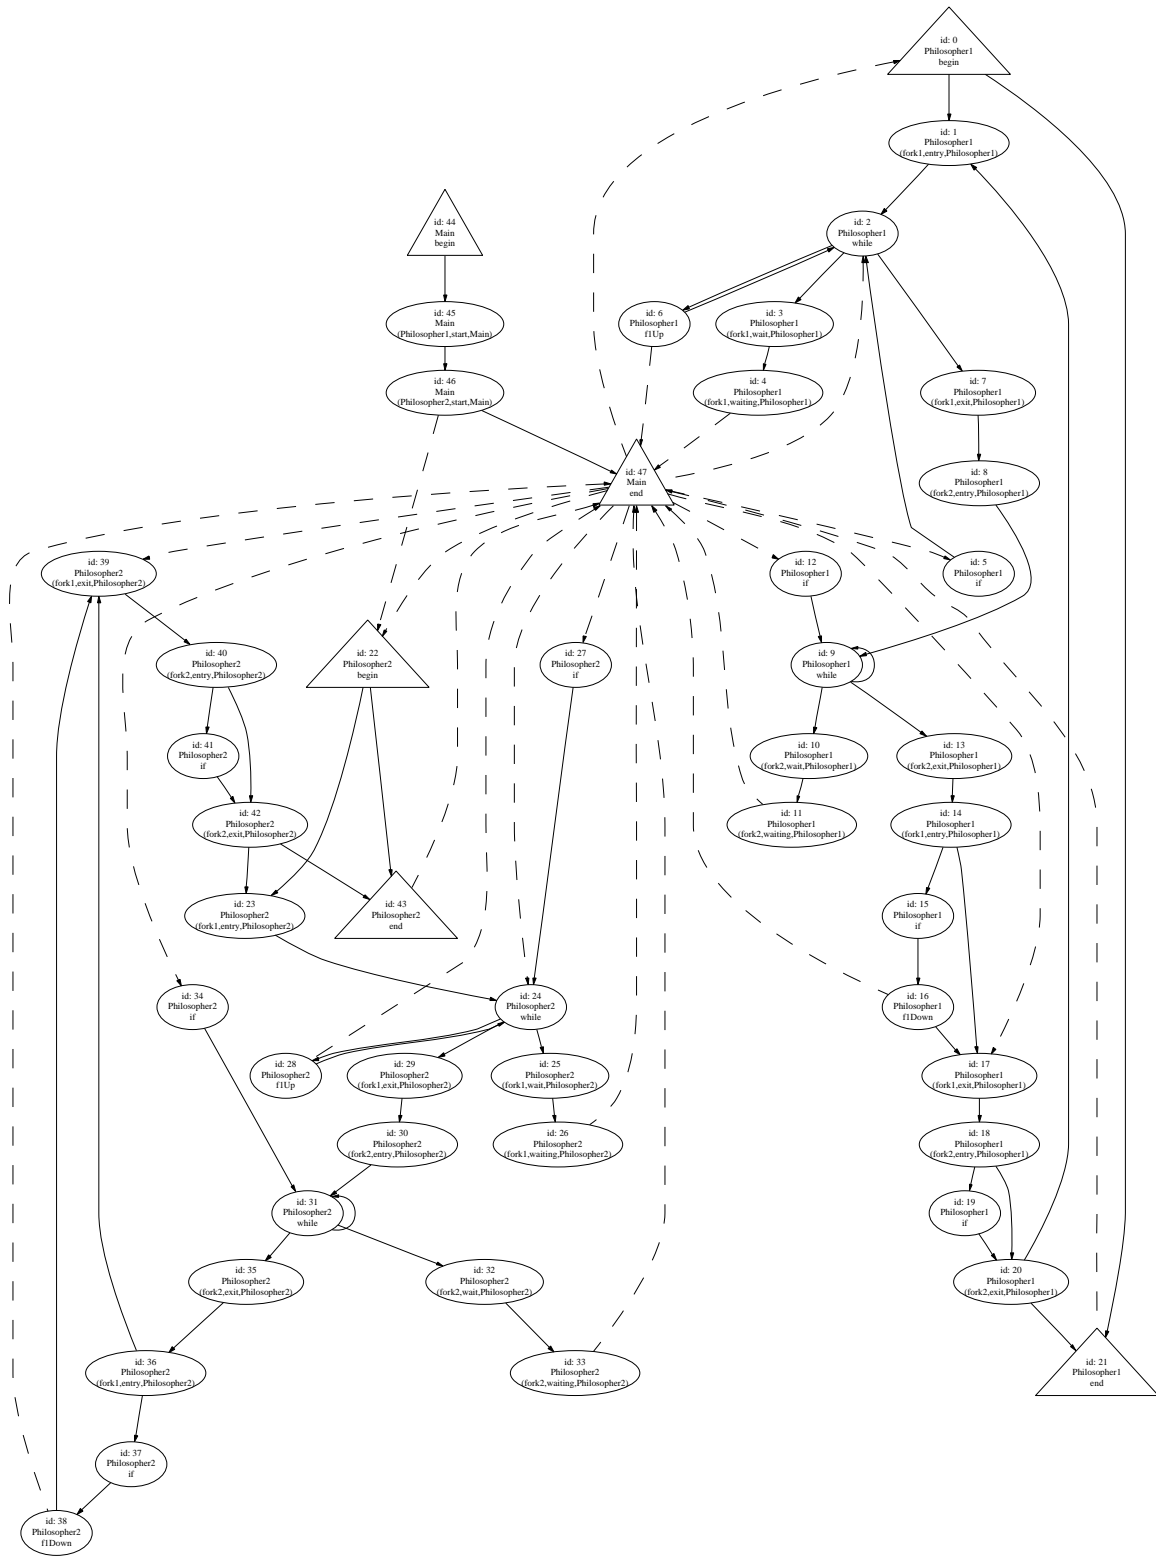 id: 0
Philosopher1
begin
id: 1
Philosopher1
(fork1,entry,Philosopher1)
id: 44
Main
begin
id: 2
Philosopher1
while
id: 45
Main
(Philosopher1,start,Main)
id: 6
Philosopher1
f1Up
id: 3
Philosopher1
(fork1,wait,Philosopher1)
id: 46
Main
(Philosopher2,start,Main)
id: 4
Philosopher1
(fork1,waiting,Philosopher1)
id: 7
Philosopher1
(fork1,exit,Philosopher1)
id: 47
Main
end
id: 8
Philosopher1
(fork2,entry,Philosopher1)
id: 39
Philosopher2
(fork1,exit,Philosopher2)
id: 12
Philosopher1
if
id: 5
Philosopher1
if
id: 40
Philosopher2
(fork2,entry,Philosopher2)
id: 22
Philosopher2
begin
id: 27
Philosopher2
if
id: 9
Philosopher1
while
id: 41
Philosopher2
if
id: 10
Philosopher1
(fork2,wait,Philosopher1)
id: 13
Philosopher1
(fork2,exit,Philosopher1)
id: 42
Philosopher2
(fork2,exit,Philosopher2)
id: 11
Philosopher1
(fork2,waiting,Philosopher1)
id: 14
Philosopher1
(fork1,entry,Philosopher1)
id: 23
Philosopher2
(fork1,entry,Philosopher2)
id: 43
Philosopher2
end
id: 15
Philosopher1
if
id: 34
Philosopher2
if
id: 24
Philosopher2
while
id: 16
Philosopher1
f1Down
id: 28
Philosopher2
f1Up
id: 29
Philosopher2
(fork1,exit,Philosopher2)
id: 25
Philosopher2
(fork1,wait,Philosopher2)
id: 17
Philosopher1
(fork1,exit,Philosopher1)
id: 30
Philosopher2
(fork2,entry,Philosopher2)
id: 26
Philosopher2
(fork1,waiting,Philosopher2)
id: 18
Philosopher1
(fork2,entry,Philosopher1)
id: 31
Philosopher2
while
id: 19
Philosopher1
if
id: 35
Philosopher2
(fork2,exit,Philosopher2)
id: 32
Philosopher2
(fork2,wait,Philosopher2)
id: 20
Philosopher1
(fork2,exit,Philosopher1)
id: 36
Philosopher2
(fork1,entry,Philosopher2)
id: 33
Philosopher2
(fork2,waiting,Philosopher2)
id: 21
Philosopher1
end
id: 37
Philosopher2
if
id: 38
Philosopher2
f1Down